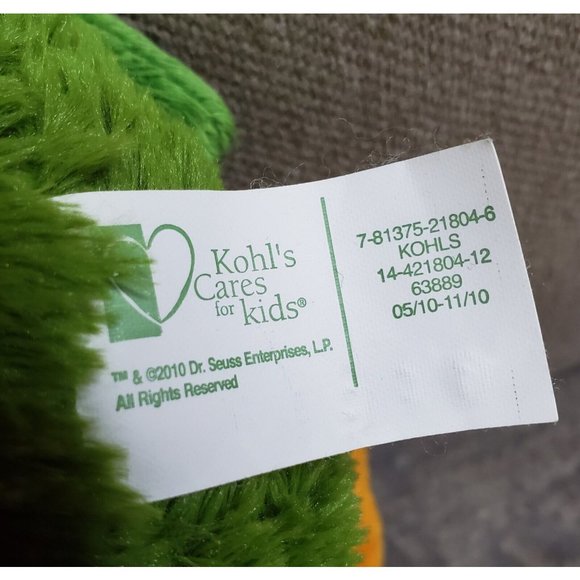 Kohl's
Cares
for kids®
™ & ©2010 Dr. Seuss Enterprises, L.P.
All Rights Reserved
7-81375-21804-6
KOHLS
14-421804-12
63889
05/10-11/10